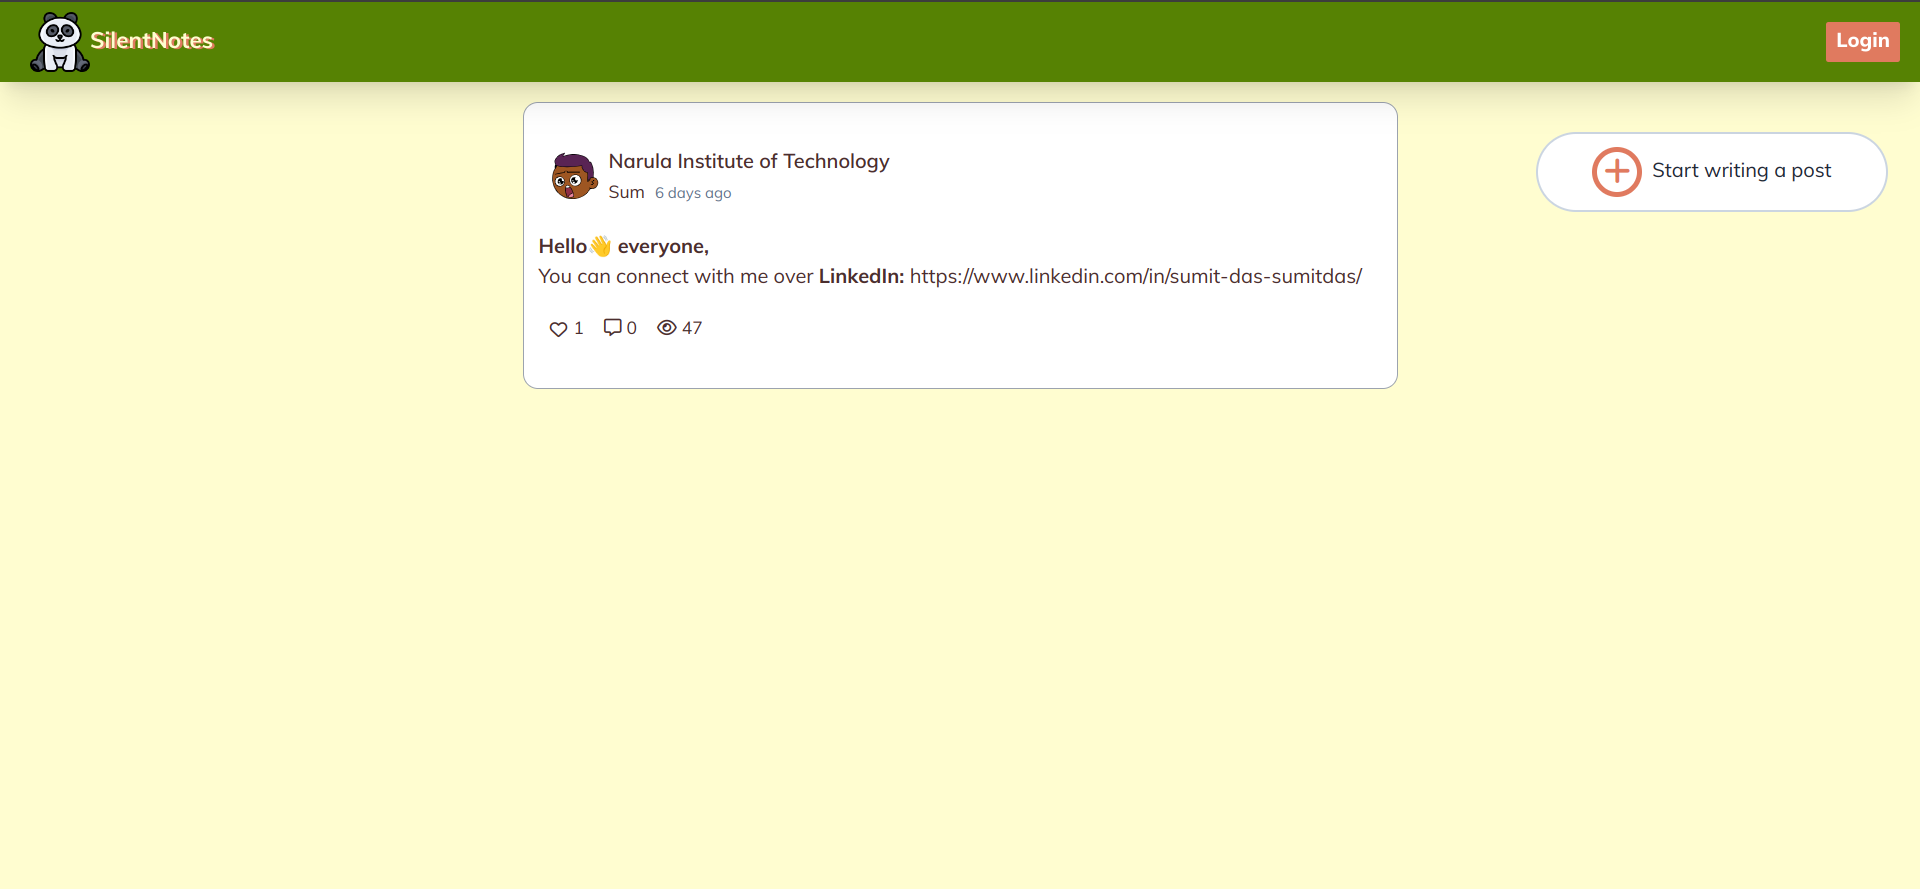 SilentNotes
Login
Narula Institute of Technology
Sum 6 days ago
Start writing a post
Hello👋 everyone,
You can connect with me over LinkedIn: https://www.linkedin.com/in/sumit-das-sumitdas/
1 0 47